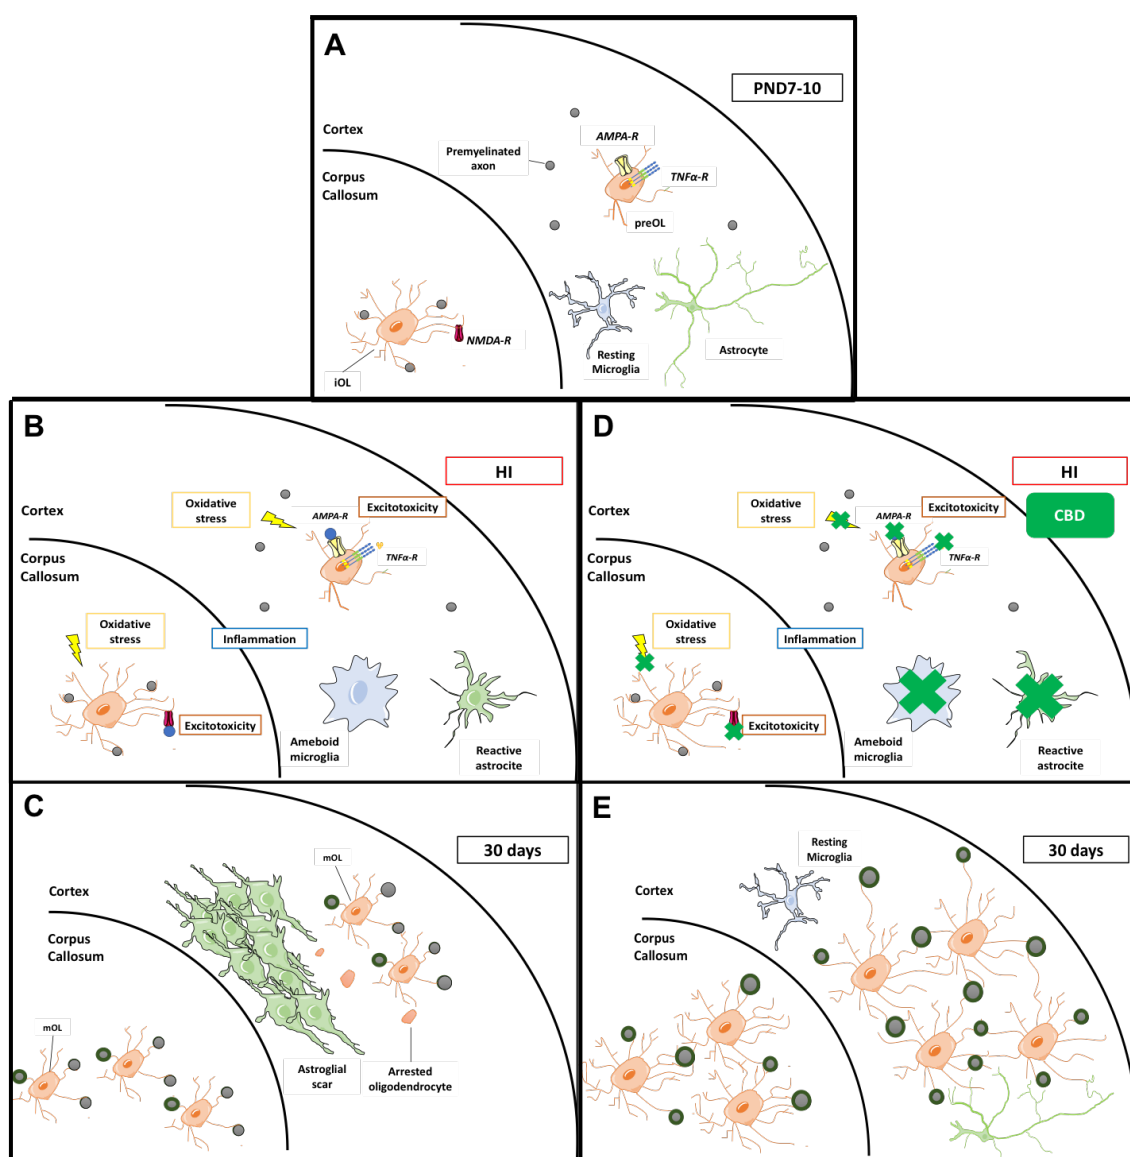 A
PND7-10
Cortex
AMPA-R
Premyelinated
axon
TNFα-R
Corpus
Callosum
preOL
NMDA-R
Resting
Microglia
Astrocyte
iOL
B
HI
Oxidative
stress
Excitotoxicity
AMPA-R
Cortex
TNFα-R
Corpus
Callosum
Oxidative
stress
Inflammation
Excitotoxicity
Ameboid
microglia
Reactive
astrocite
D
HI
CBD
Oxidative
stress
Excitotoxicity
AMPA-R
Cortex
TNFα-R
Corpus
Callosum
Oxidative
stress
Inflammation
Excitotoxicity
Ameboid
microglia
Reactive
astrocite
C
30 days
mOL
Cortex
Corpus
Callosum
mOL
Astroglial
scar
Arrested
oligodendrocyte
E
Resting
Microglia
30 days
Cortex
Corpus
Callosum